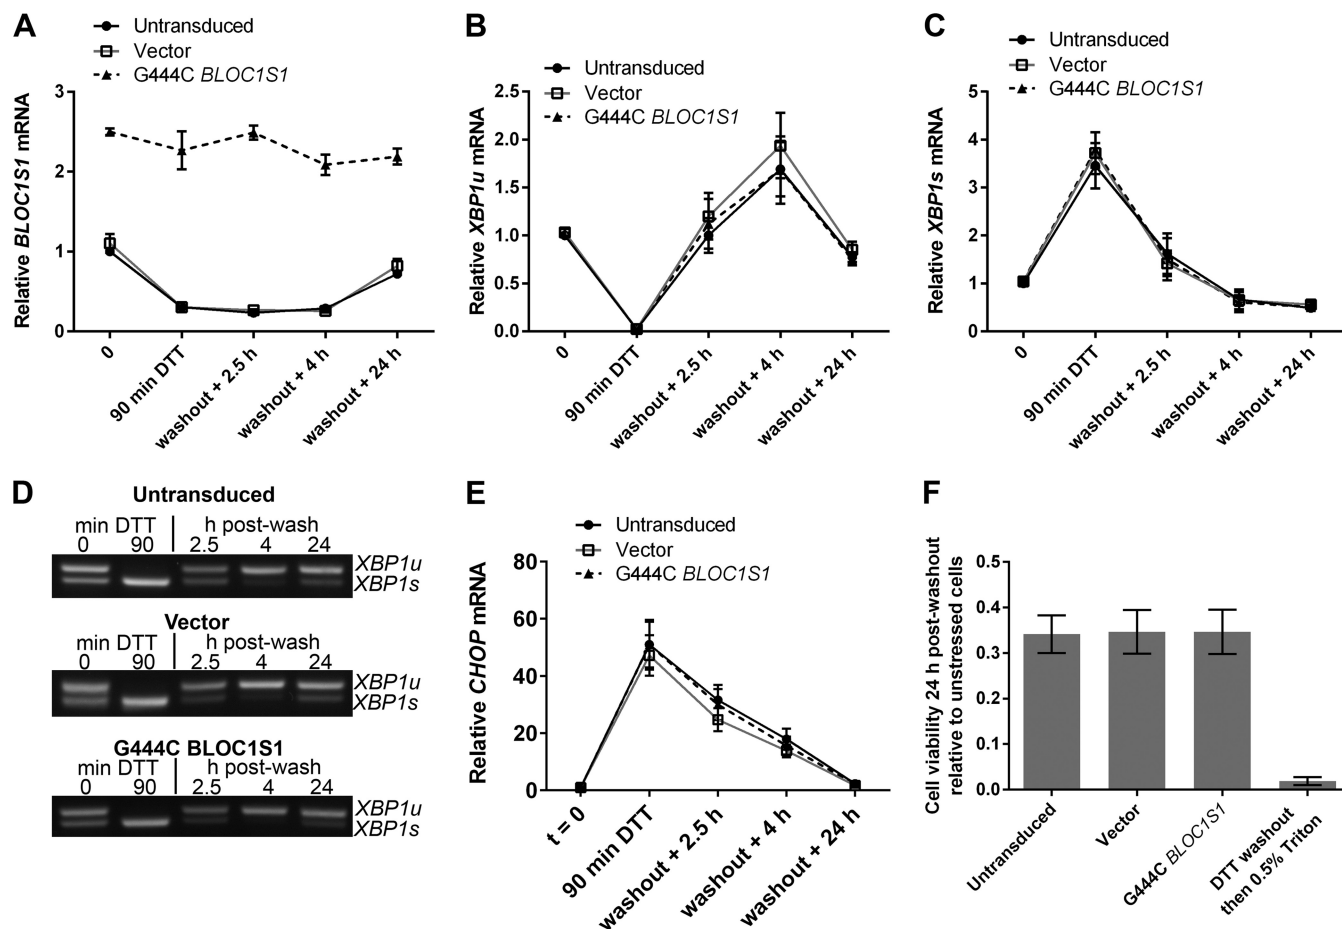 A
Untransduced
Vector
G444C BLOC1S1
Relative BLOC1S1 mRNA
3
2
1
0
0
90 min DTT
washout + 2.5 h
washout + 4 h
washout + 24 h
B
Untransduced
Vector
G444C BLOC1S1
Relative XBP1u mRNA
2.5
2.0
1.5
1.0
0.5
0.0
0
90 min DTT
washout + 2.5 h
washout + 4 h
washout + 24 h
C
Untransduced
Vector
G444C BLOC1S1
Relative XBP1s mRNA
5
4
3
2
1
0
0
90 min DTT
washout + 2.5 h
washout + 4 h
washout + 24 h
D
Untransduced
min DTT h post-wash
0 90 2.5 4 24
XBP1u
XBP1s
Vector
min DTT h post-wash
0 90 2.5 4 24
XBP1u
XBP1s
G444C BLOC1S1
min DTT h post-wash
0 90 2.5 4 24
XBP1u
XBP1s
E
Untransduced
Vector
G444C BLOC1S1
Relative CHOP mRNA
80
60
40
20
0
t = 0
90 min DTT
washout + 2.5 h
washout + 4 h
washout + 24 h
F
Cell viability 24 h post-washout
relative to unstressed cells
0.5
0.4
0.3
0.2
0.1
0.0
Untransduced
Vector
G444C BLOC1S1
DTT washout
then 0.5% Triton